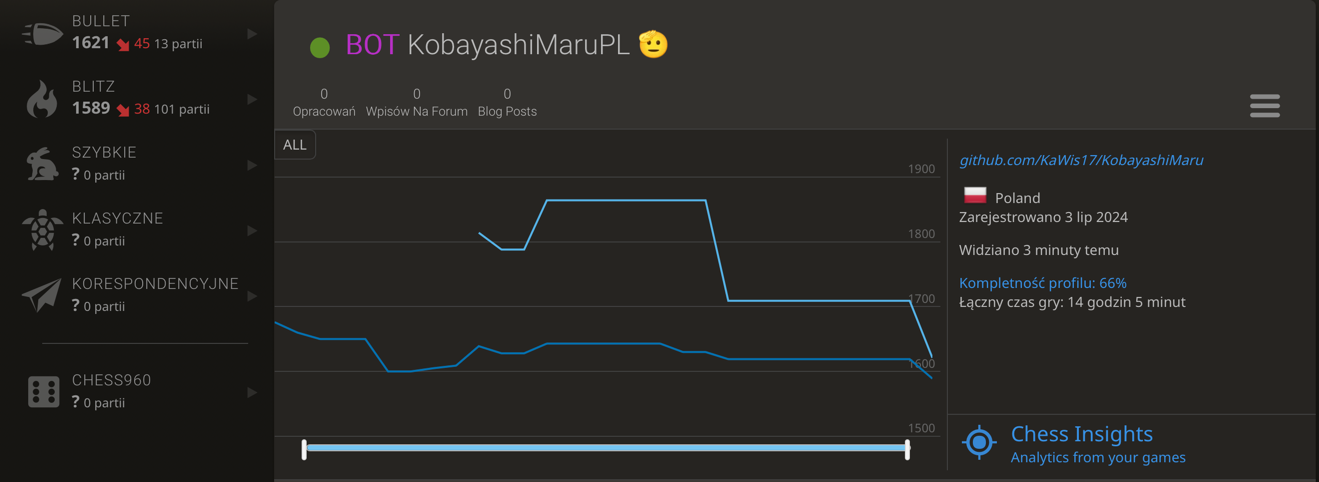 BULLET
1621 45 13 partii
BLITZ
1589 38 101 partii
SZYBKIE
? 0 partii
KLASYCZNE
? 0 partii
KORESPONDENCYJNE
? 0 partii
CHESS960
? 0 partii
BOT KobayashiMaruPL
0 Opracowań
0 Wpisów Na Forum
0 Blog Posts
ALL
1900
1800
1700
1600
1500
github.com/KaWis17/KobayashiMaru
Poland
Zarejestrowano 3 lip 2024
Widziano 3 minuty temu
Kompletność profilu: 66%
Łączny czas gry: 14 godzin 5 minut
Chess Insights
Analytics from your games